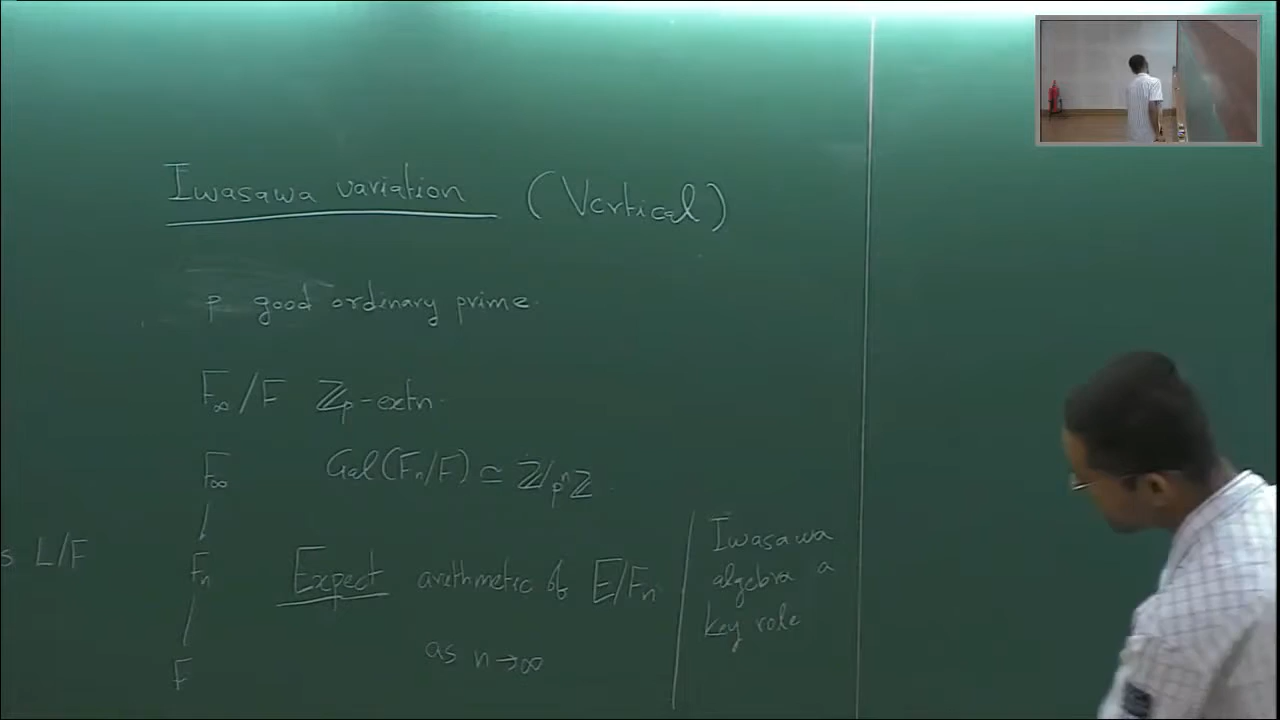 Iwasawa variation (Vertical)
p good ordinary prime.
F∞/F ℤp-extn.
F∞
Gal(Fn/F) ≃ ℤ/pⁿℤ.
s L/F
Fn
Expect arithmetic of E/Fn
as n→∞
F
Iwasawa
algebra a
key role